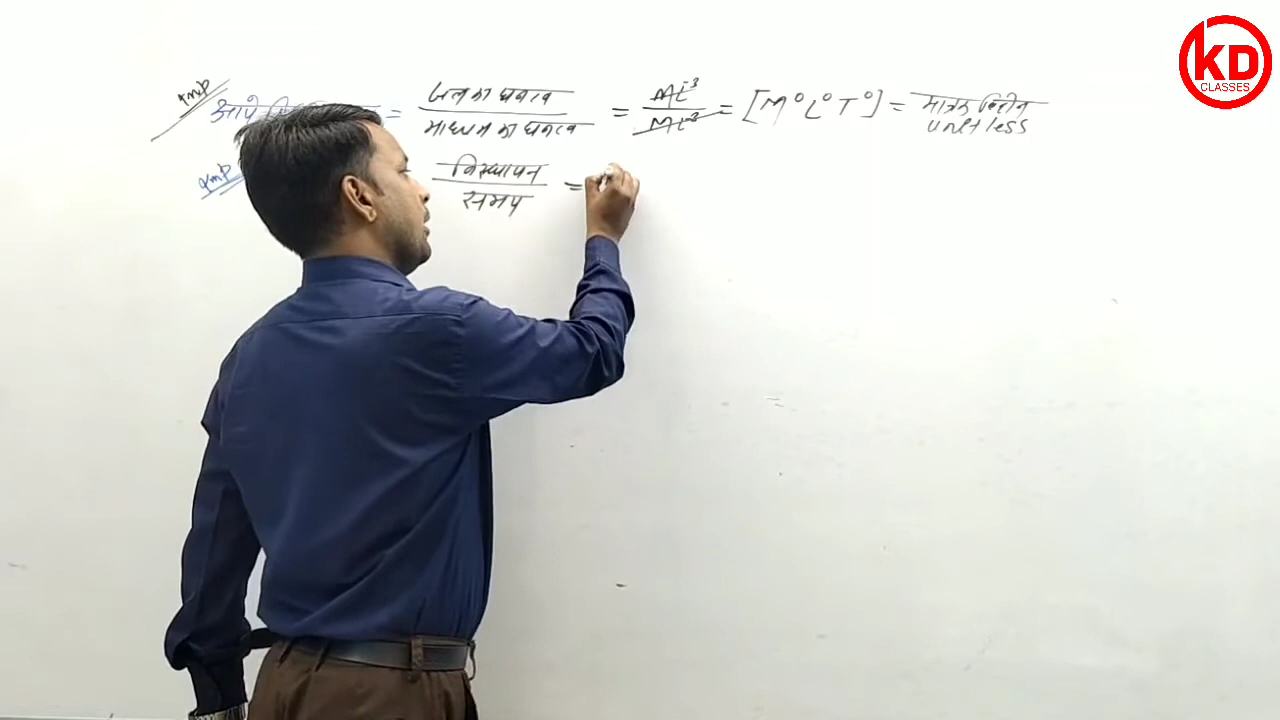 KD
CLASSES
Imp
आपे = जल का घनत्व / माध्यम का घनत्व = ML⁻³ / ML⁻³ = [M⁰L⁰T⁰] = मात्रक विहीन
unitless
Imp विस्थापन / समय =